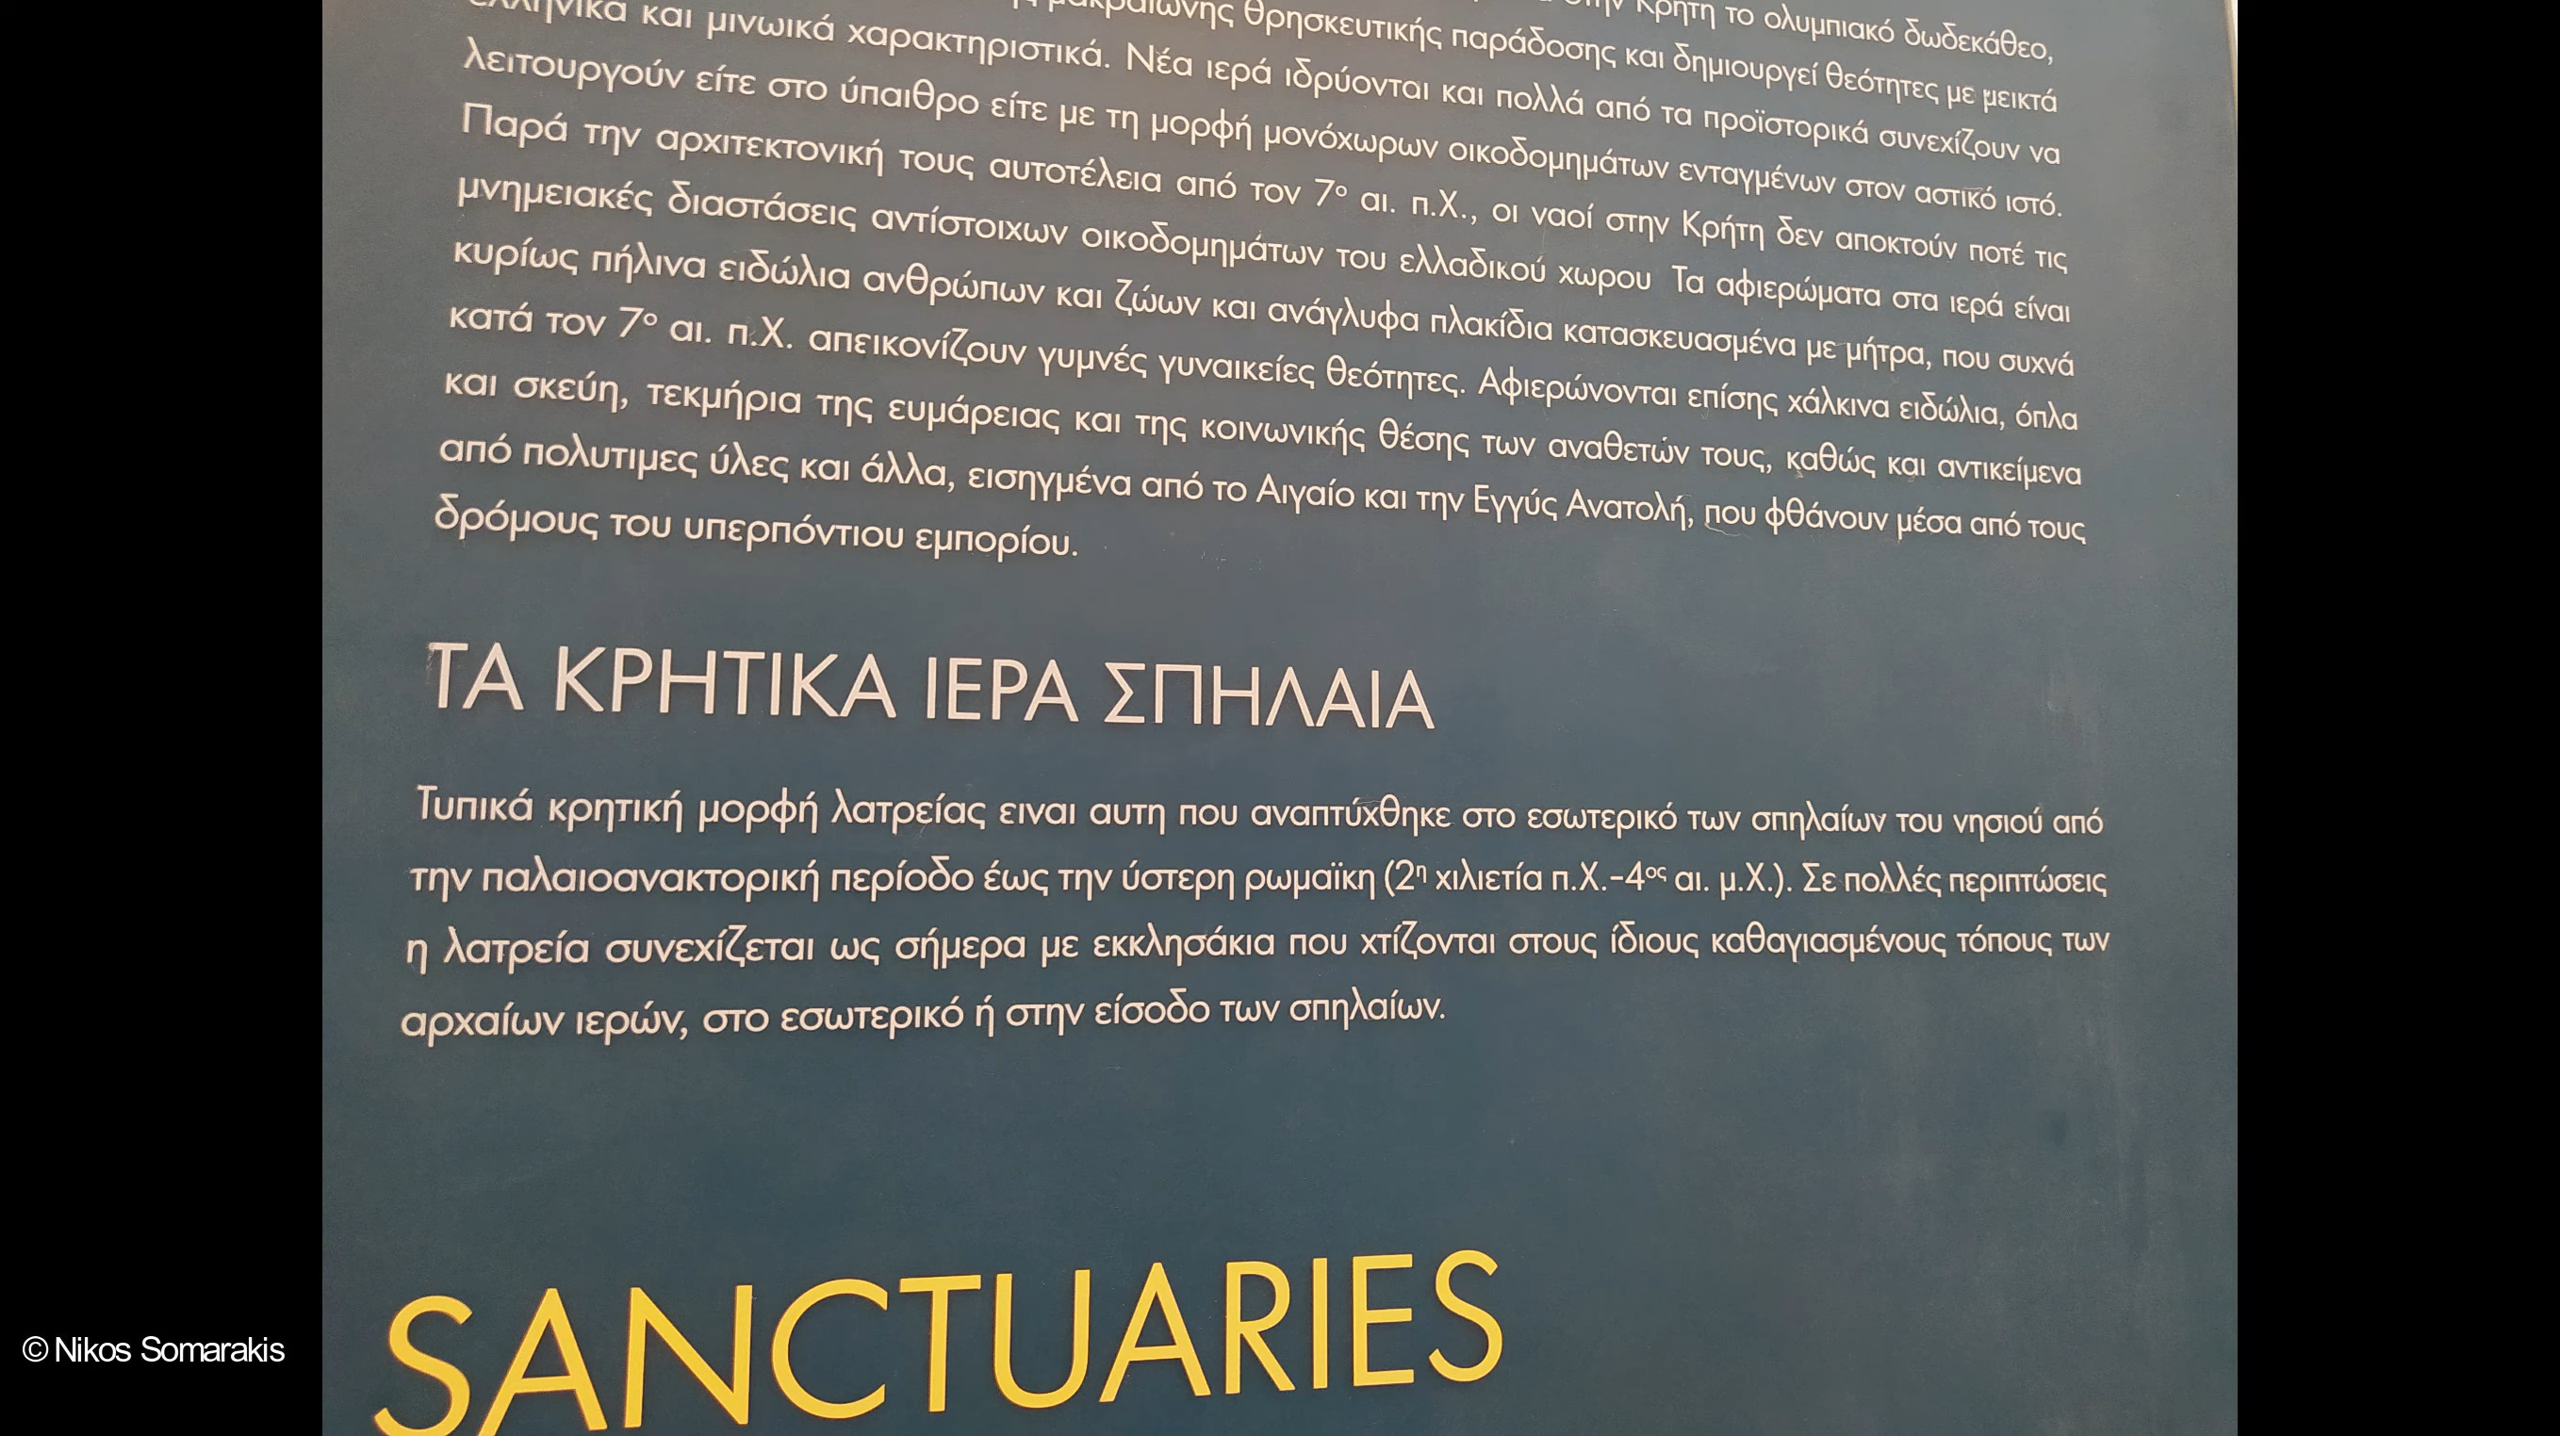 στην Κρήτη το ολυμπιακό δωδεκάθεο,
μακραίωνης θρησκευτικής παράδοσης και δημιουργεί θεότητες με μεικτά
ελληνικά και μινωικά χαρακτηριστικά. Νέα ιερά ιδρύονται και πολλά από τα προϊστορικά συνεχίζουν να
λειτουργούν είτε στο ύπαιθρο είτε με τη μορφή μονόχωρων οικοδομημάτων ενταγμένων στον αστικό ιστό.
Παρά την αρχιτεκτονική τους αυτοτέλεια από τον 7ο αι. π.Χ., οι ναοί στην Κρήτη δεν αποκτούν ποτέ τις
μνημειακές διαστάσεις αντίστοιχων οικοδομημάτων του ελλαδικού χωρου Τα αφιερώματα στα ιερά είναι
κυρίως πήλινα ειδώλια ανθρώπων και ζώων και ανάγλυφα πλακίδια κατασκευασμένα με μήτρα, που συχνά
κατά τον 7ο αι. π.Χ. απεικονίζουν γυμνές γυναικείες θεότητες. Αφιερώνονται επίσης χάλκινα ειδώλια, όπλα
και σκεύη, τεκμήρια της ευμάρειας και της κοινωνικής θέσης των αναθετών τους, καθώς και αντικείμενα
από πολυτιμες ύλες και άλλα, εισηγμένα από το Αιγαίο και την Εγγύς Ανατολή, που φθάνουν μέσα από τους
δρόμους του υπερπόντιου εμπορίου.
ΤΑ ΚΡΗΤΙΚΑ ΙΕΡΑ ΣΠΗΛΑΙΑ
Τυπικά κρητική μορφή λατρείας ειναι αυτη που αναπτύχθηκε στο εσωτερικό των σπηλαίων του νησιού από
την παλαιοανακτορική περίοδο έως την ύστερη ρωμαϊκη (2η χιλιετία π.Χ.-4ος αι. μ.Χ.). Σε πολλές περιπτώσεις
η λατρεία συνεχίζεται ως σήμερα με εκκλησάκια που χτίζονται στους ίδιους καθαγιασμένους τόπους των
αρχαίων ιερών, στο εσωτερικό ή στην είσοδο των σπηλαίων.
SANCTUARIES
© Nikos Somarakis